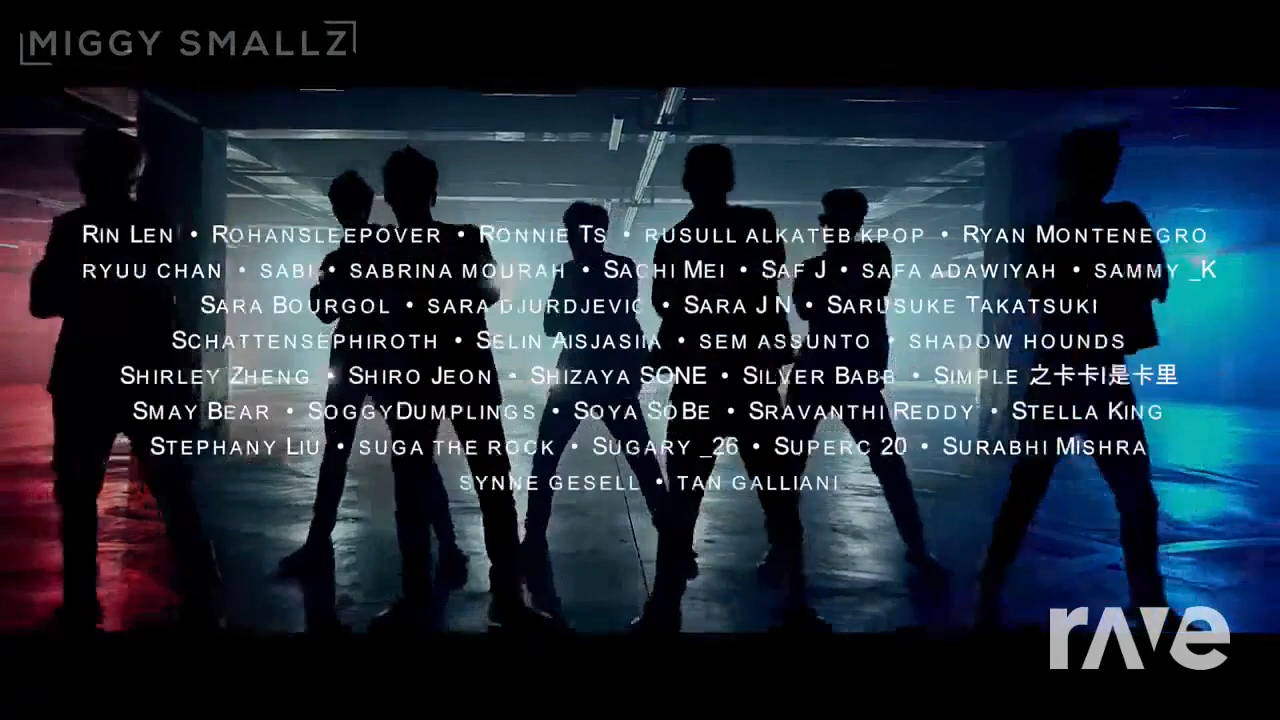 MIGGY SMALLZ
RIN LEN • ROHANSLEEPOVER • RONNIE TS • RUSULL ALKATEB KPOP • RYAN MONTENEGRO
RYUU CHAN • SABI • SABRINA MOURAH • SACHI MEI • SAF J • SAFA ADAWIYAH • SAMMY _K
SARA BOURGOL • SARA DJURDJEVIC • SARA J N • SARUSUKE TAKATSUKI
SCHATTENSEPHIROTH • SELIN AISJASIIA • SEM ASSUNTO • SHADOW HOUNDS
SHIRLEY ZHENG • SHIRO JEON • SHIZAYA SONE • SILVER BABB • SIMPLE 之卡卡I是卡里
SMAY BEAR • SOGGYDUMPLINGS • SOYA SOBE • SRAVANTHI REDDY • STELLA KING
STEPHANY LIU • SUGA THE ROCK • SUGARY _26 • SUPERC 20 • SURABHI MISHRA
SYNNE GESELL • TAN GALLIANI
rave